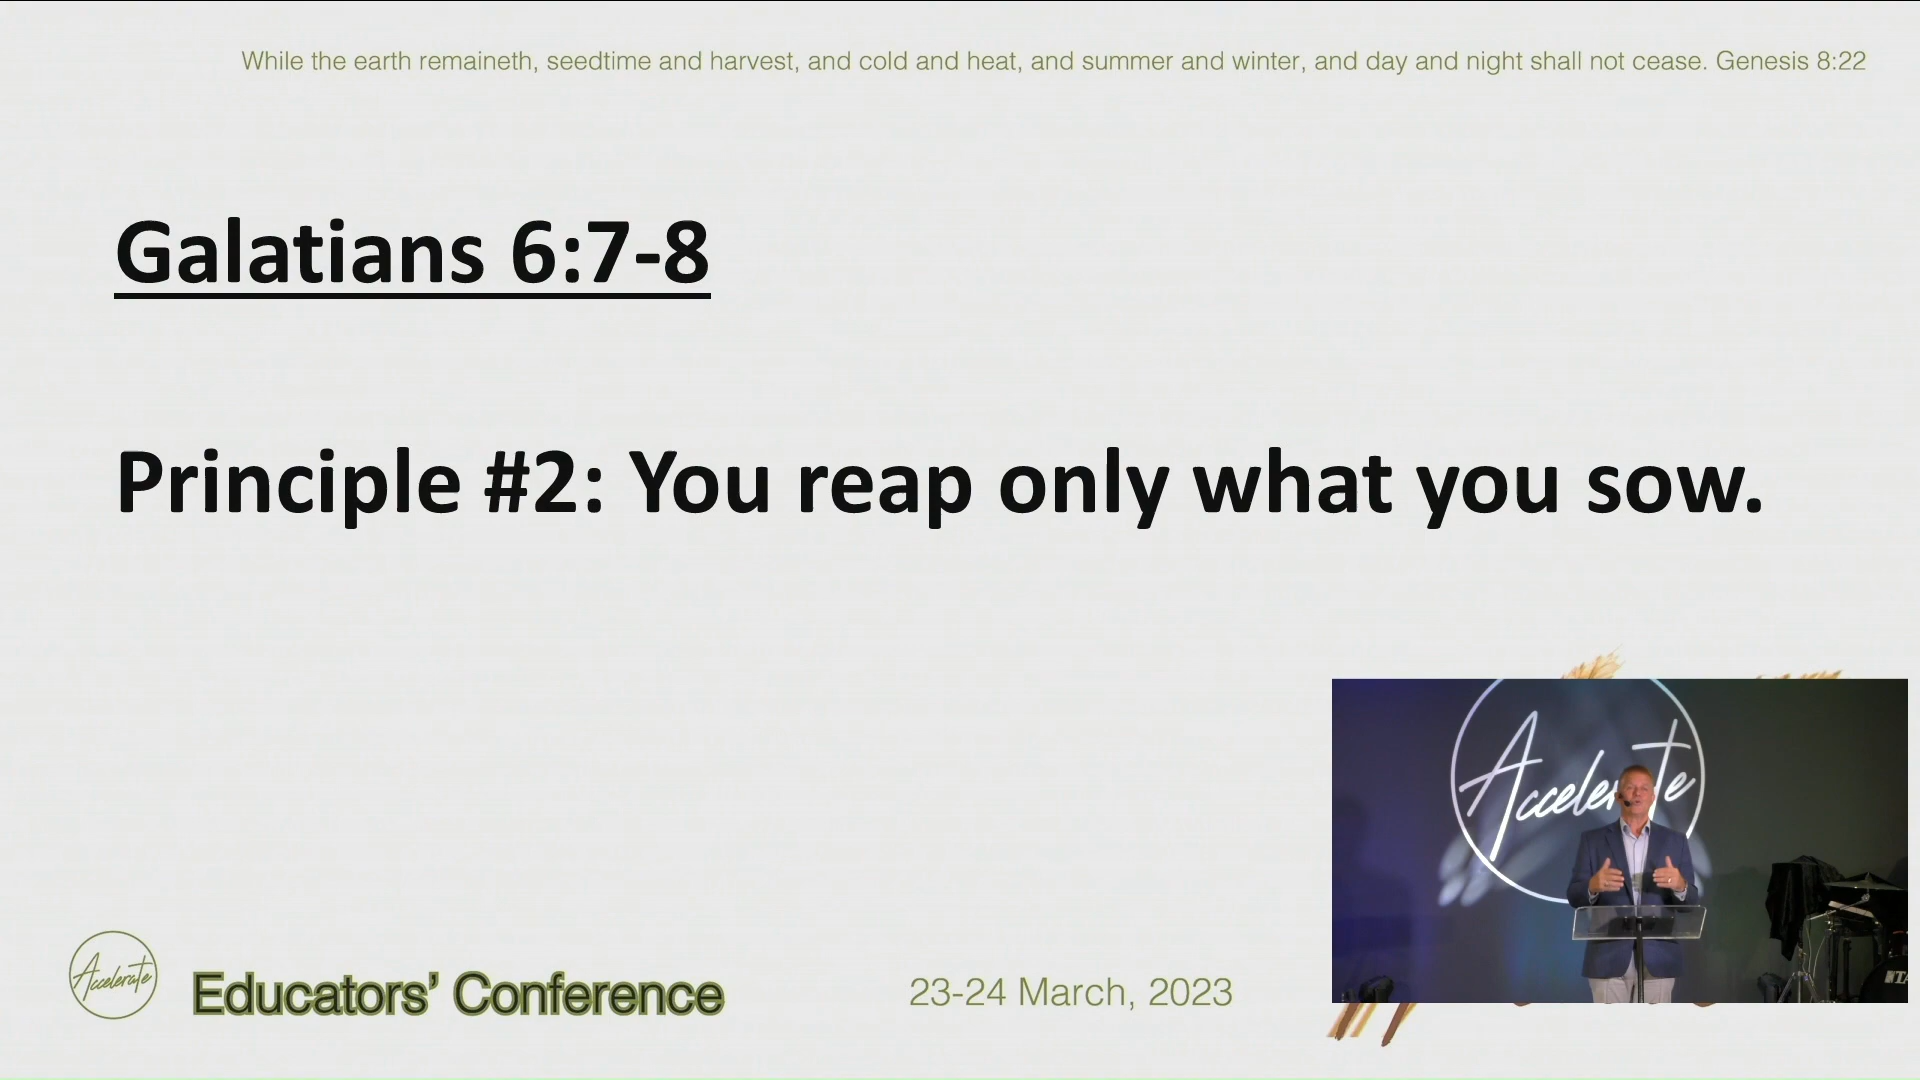 While the earth remaineth, seedtime and harvest, and cold and heat, and summer and winter, and day and night shall not cease. Genesis 8:22
Galatians 6:7-8
Principle #2: You reap only what you sow.
Accelerate
Accelerate
Educators’ Conference
23-24 March, 2023